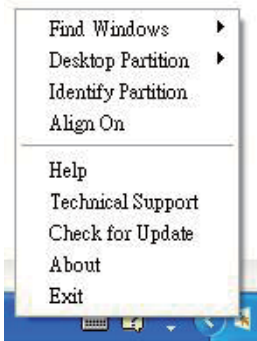 Find Windows
Desktop Partition
Identify Partition
Align On
Help
Technical Support
Check for Update
About
Exit